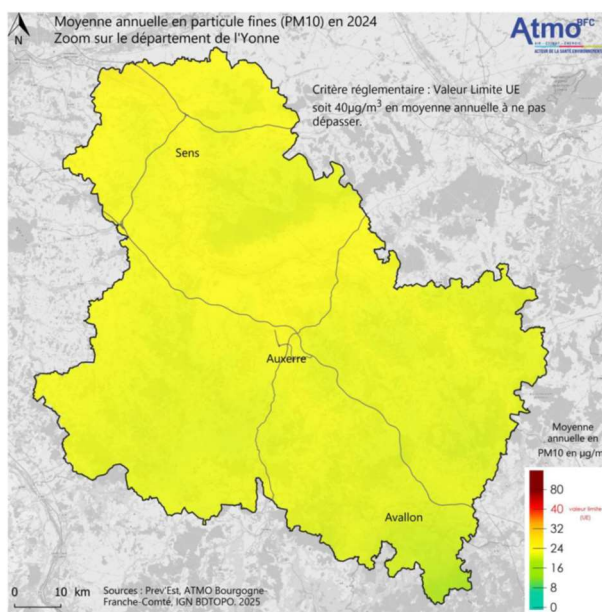 Moyenne annuelle en particule fines (PM10) en 2024
Zoom sur le département de l'Yonne
Atmo BFC
N
Critère réglementaire : Valeur Limite UE
soit 40µg/m³ en moyenne annuelle à ne pas
dépasser.
Sens
Auxerre
Avallon
Moyenne
annuelle en
PM10 en µg/m
80
40 valeur limite
(UE)
32
24
16
8
0
0 10 km
Sources : Prev'Est, ATMO Bourgogne-
Franche-Comté, IGN BDTOPO, 2025